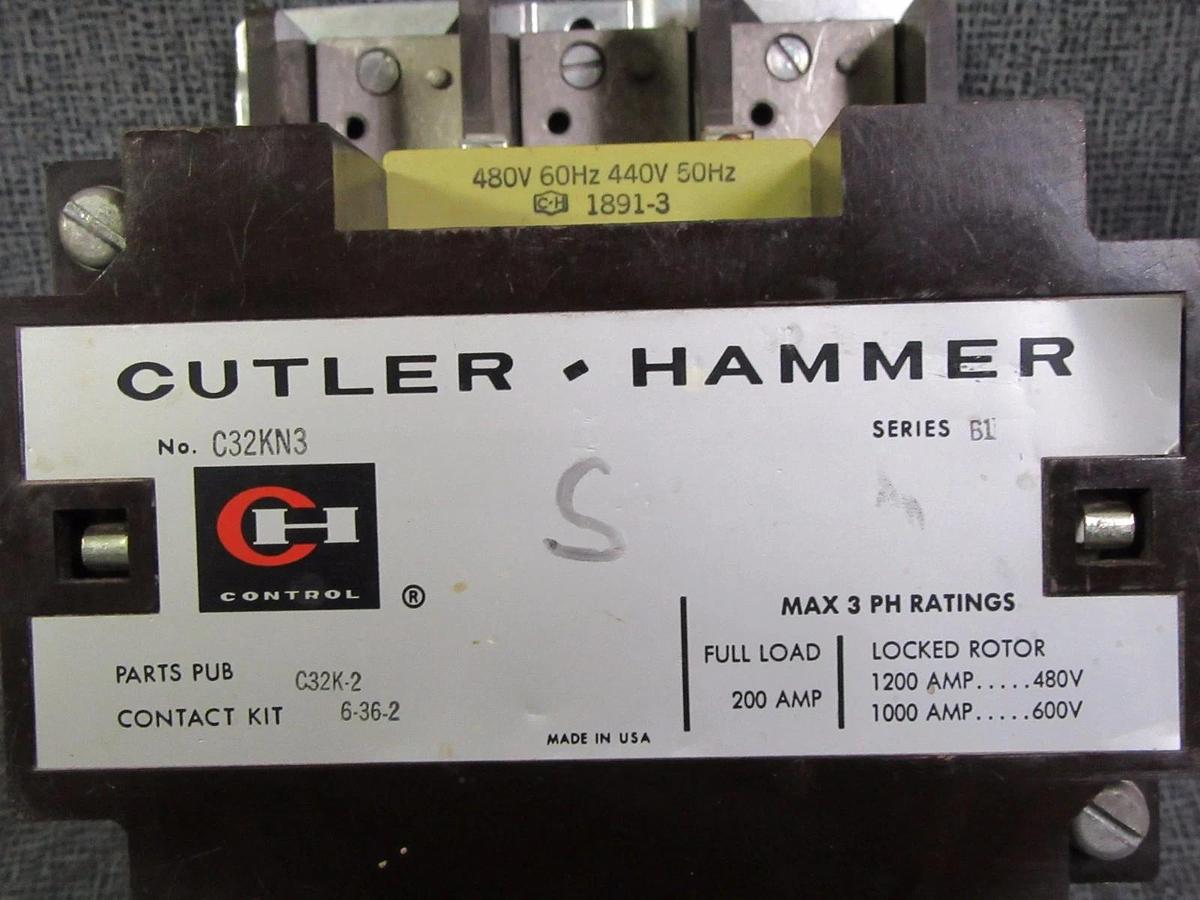 480V 60Hz 440V 50Hz
C-H 1891-3
CUTLER • HAMMER
No. C32KN3
SERIES B1
CH
CONTROL ®
S
MAX 3 PH RATINGS
FULL LOAD
200 AMP
LOCKED ROTOR
1200 AMP.....480V
1000 AMP.....600V
PARTS PUB C32K-2
CONTACT KIT 6-36-2
MADE IN USA